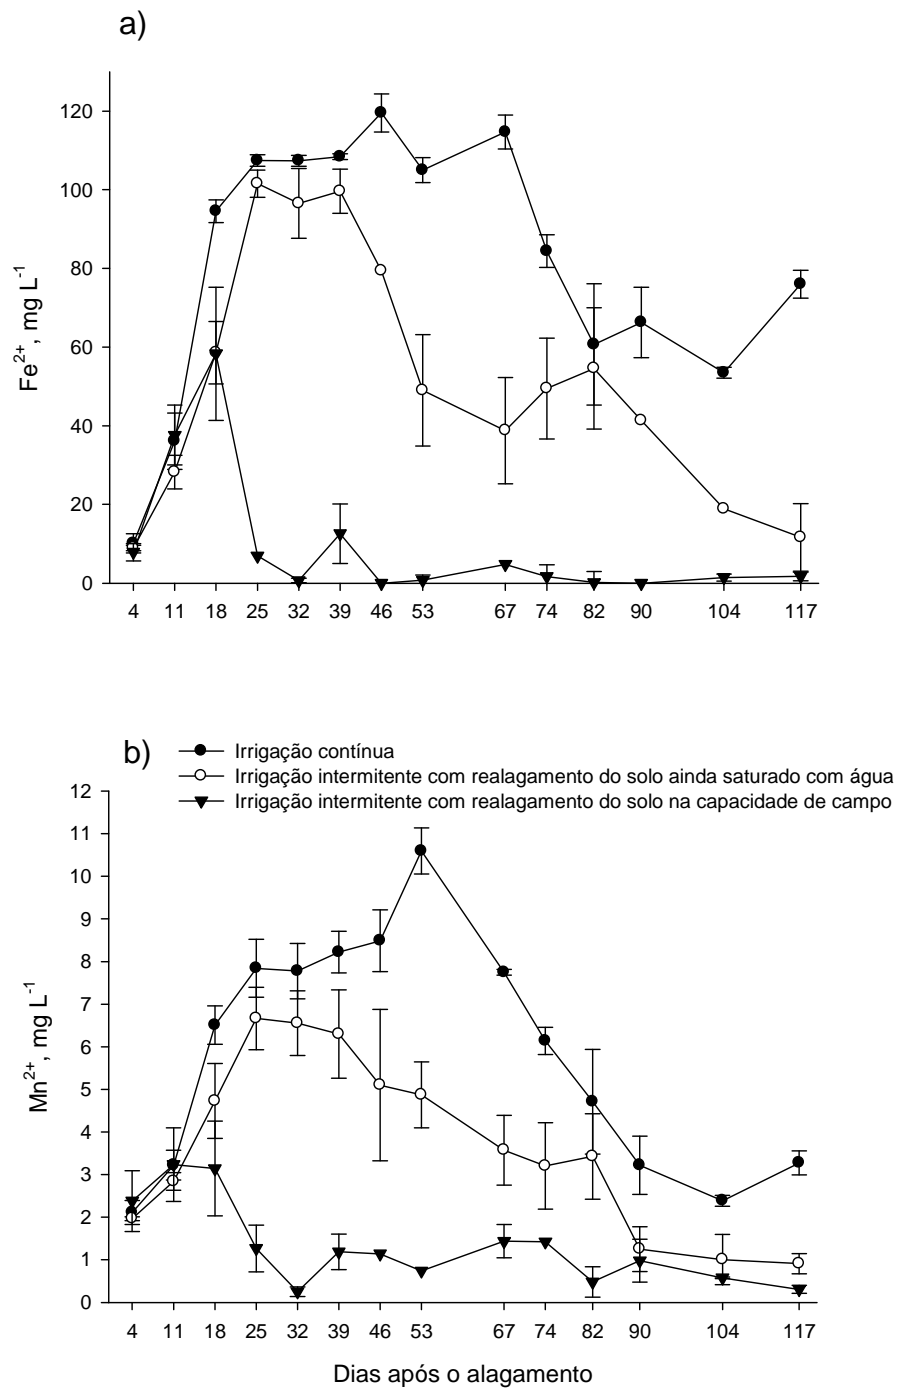 a)
120
100
80
60
40
20
0
Fe2+, mg L-1
4 11 18 25 32 39 46 53 67 74 82 90 104 117
b)
Irrigação contínua
Irrigação intermitente com realagamento do solo ainda saturado com água
Irrigação intermitente com realagamento do solo na capacidade de campo
12
11
10
9
8
7
6
5
4
3
2
1
0
Mn2+, mg L-1
4 11 18 25 32 39 46 53 67 74 82 90 104 117
Dias após o alagamento